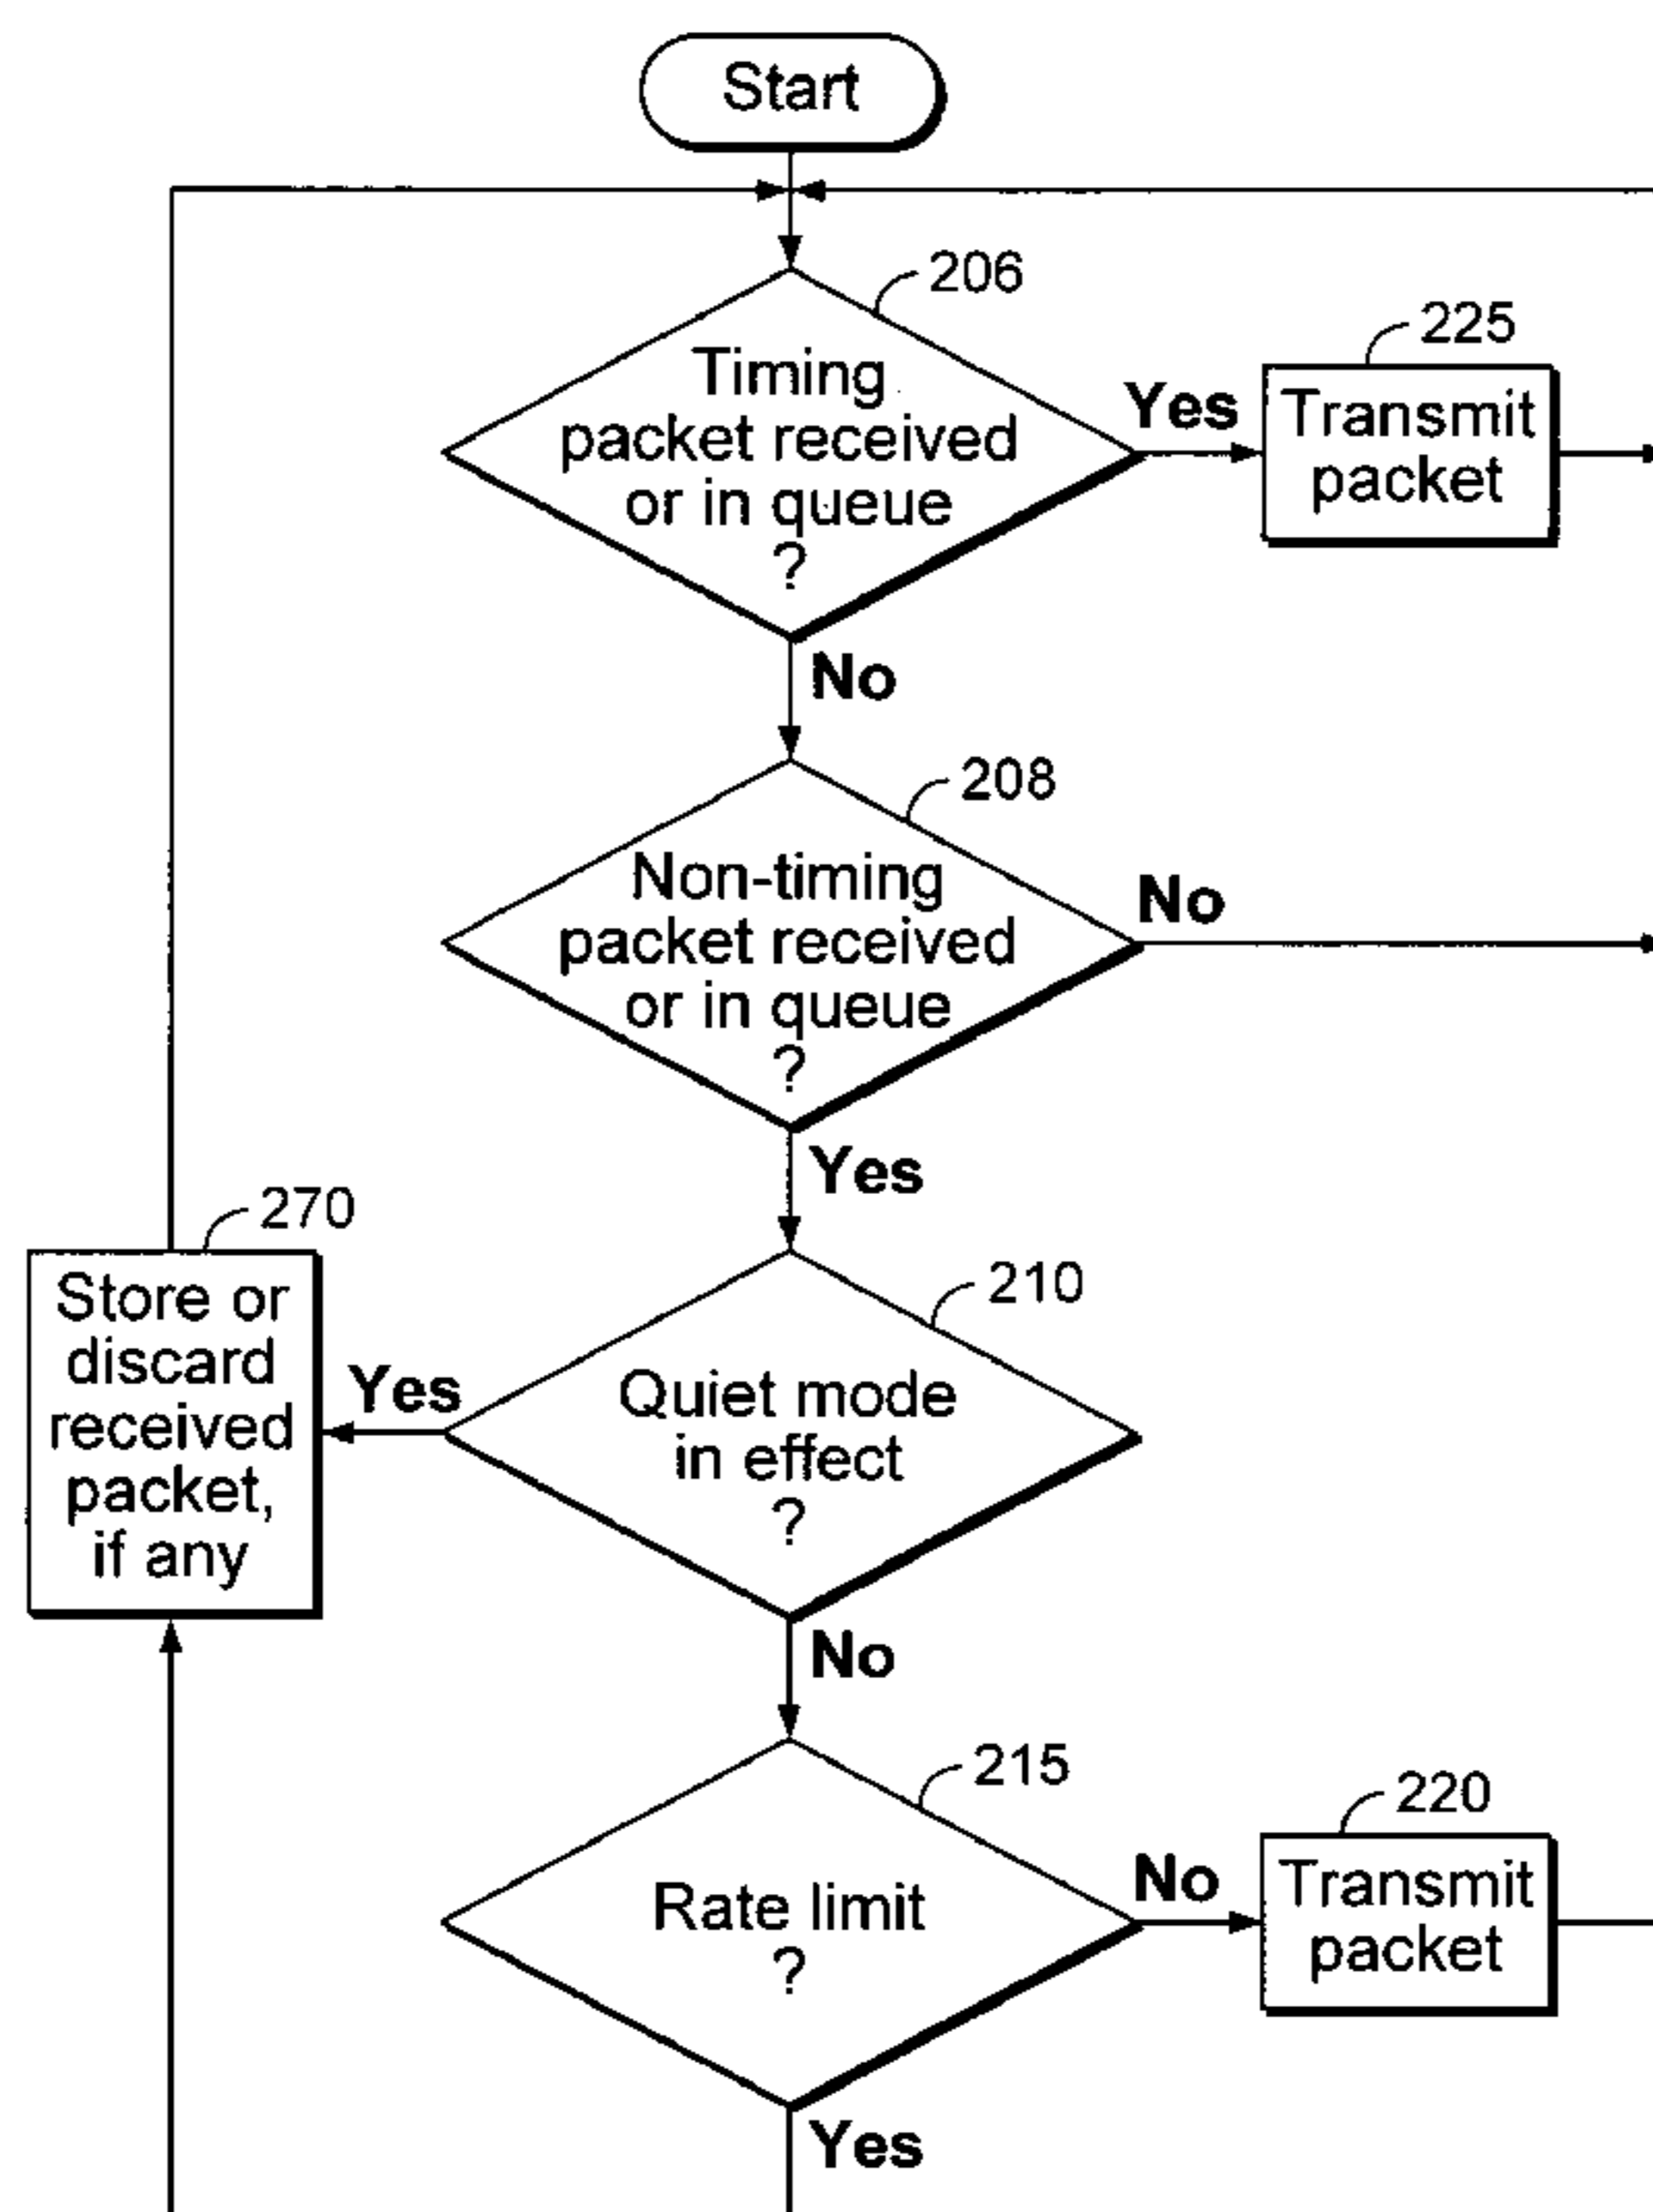 Start
206
Timing
packet received
or in queue
?
Yes
225
Transmit
packet
No
208
Non-timing
packet received
or in queue
?
No
Yes
270
Store or
discard
received
packet,
if any
Yes
210
Quiet mode
in effect
?
No
215
Rate limit
?
No
220
Transmit
packet
Yes